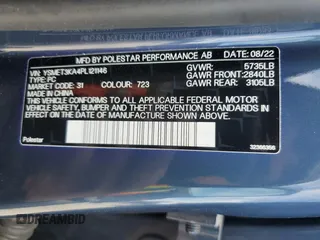 MFD BY POLESTAR PERFORMANCE AB DATE: 08/22
VIN: YSMET3KA4PL121146 GVWR: 5735LB
TYPE: PC GAWR FRONT: 2840LB
MARKET CODE: 31 COLOUR: 723 GAWR REAR: 3105LB
MADE IN CHINA
THIS VEHICLE CONFORMS TO ALL APPLICABLE FEDERAL MOTOR
VEHICLE SAFETY, BUMPER AND THEFT PREVENTION STANDARDS IN
EFFECT ON THE DATE OF MANUFACTURE SHOWN ABOVE.
Polestar
DREAMBID